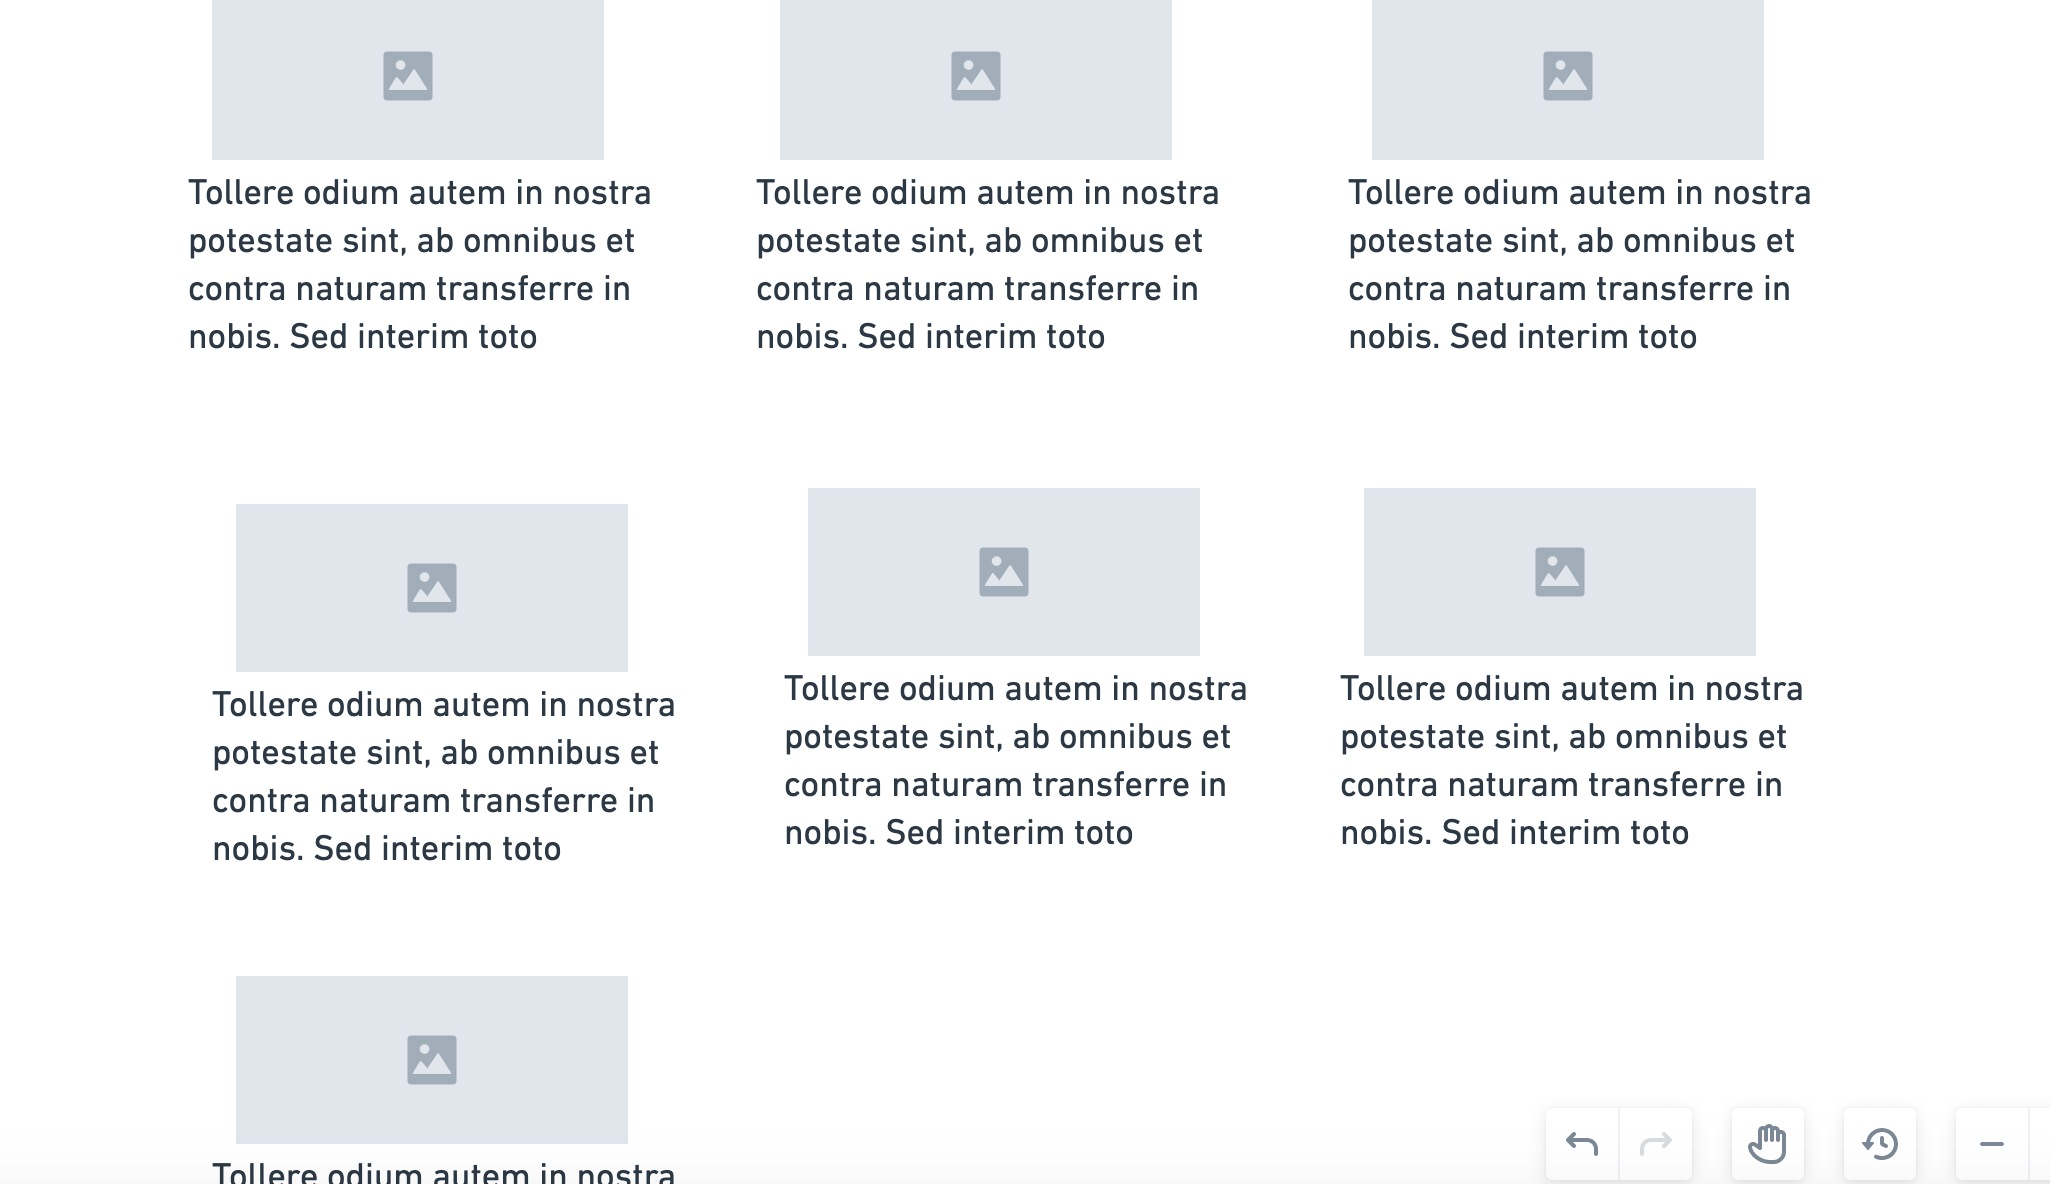 Tollere odium autem in nostra
potestate sint, ab omnibus et
contra naturam transferre in
nobis. Sed interim toto
Tollere odium autem in nostra
potestate sint, ab omnibus et
contra naturam transferre in
nobis. Sed interim toto
Tollere odium autem in nostra
potestate sint, ab omnibus et
contra naturam transferre in
nobis. Sed interim toto
Tollere odium autem in nostra
potestate sint, ab omnibus et
contra naturam transferre in
nobis. Sed interim toto
Tollere odium autem in nostra
potestate sint, ab omnibus et
contra naturam transferre in
nobis. Sed interim toto
Tollere odium autem in nostra
potestate sint, ab omnibus et
contra naturam transferre in
nobis. Sed interim toto
Tollere odium autem in nostra